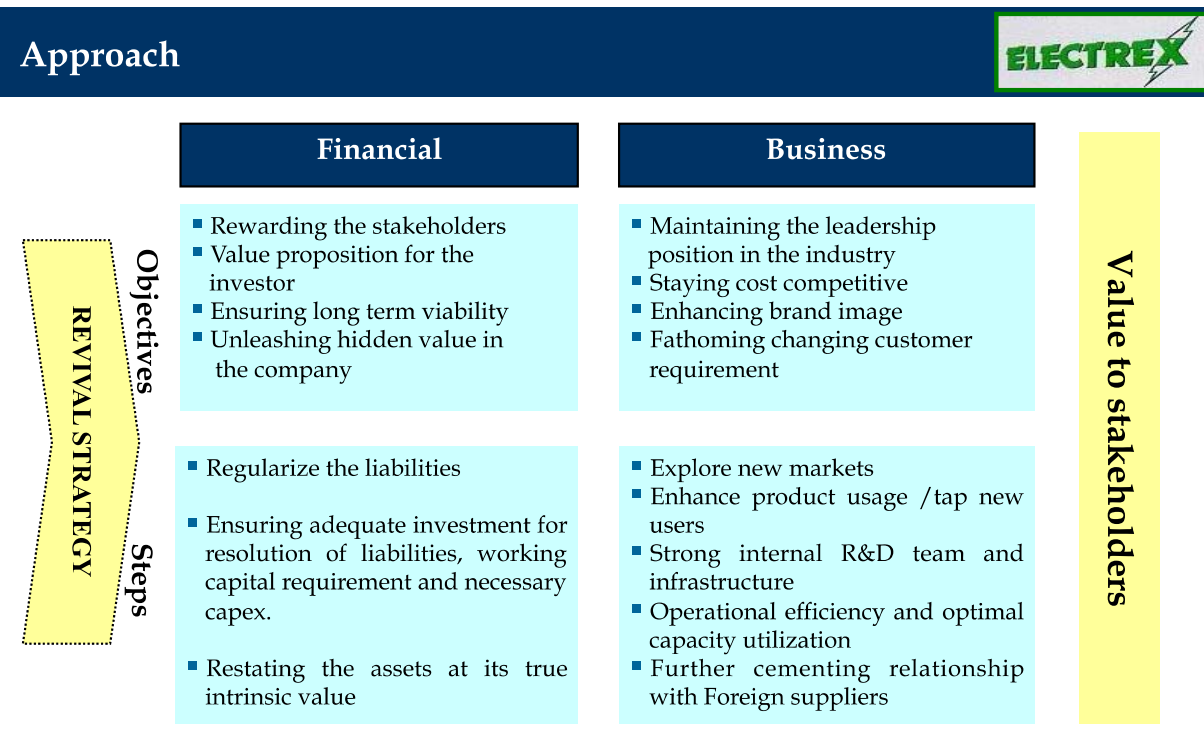 Approach
ELECTREX
Financial
Business
▪ Rewarding the stakeholders
▪ Value proposition for the
investor
▪ Ensuring long term viability
▪ Unleashing hidden value in
the company
▪ Maintaining the leadership
position in the industry
▪ Staying cost competitive
▪ Enhancing brand image
▪ Fathoming changing customer
requirement
Objectives
REVIVAL STRATEGY
Steps
▪ Regularize the liabilities
▪ Ensuring adequate investment for
resolution of liabilities, working
capital requirement and necessary
capex.
▪ Restating the assets at its true
intrinsic value
▪ Explore new markets
▪ Enhance product usage /tap new
users
▪ Strong internal R&D team and
infrastructure
▪ Operational efficiency and optimal
capacity utilization
▪ Further cementing relationship
with Foreign suppliers
Value to stakeholders